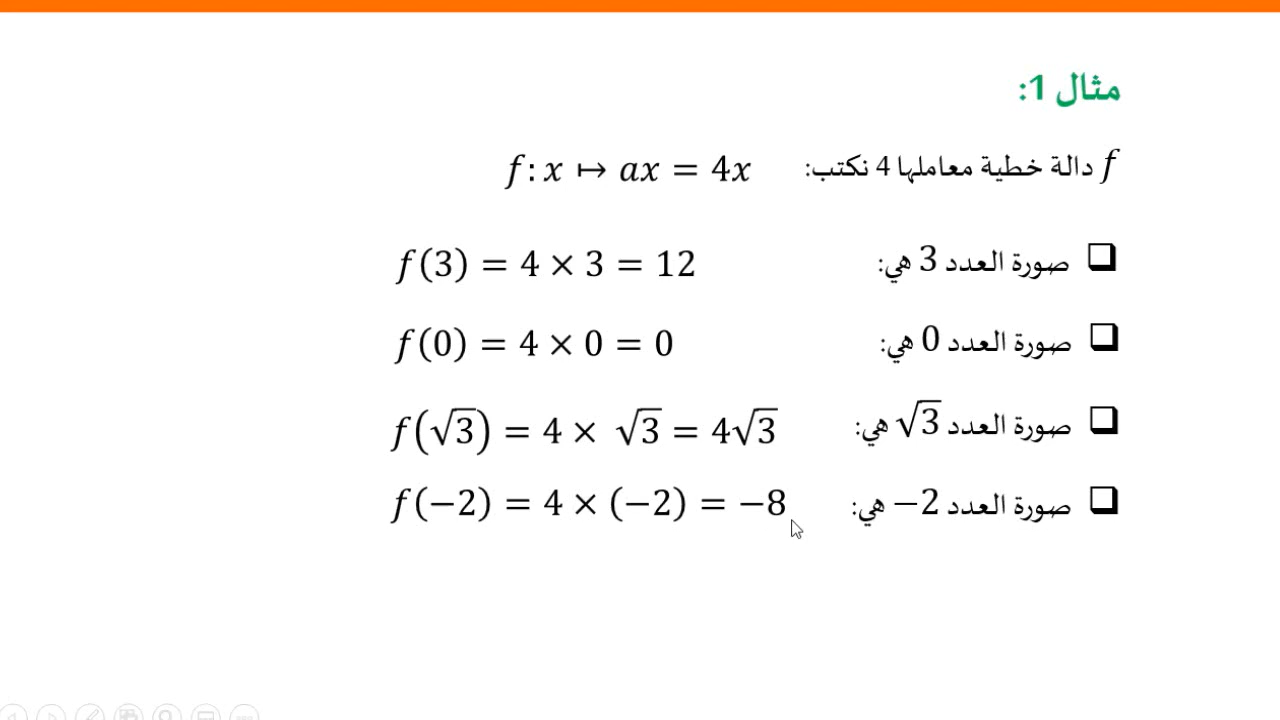 مثال 1:
f دالة خطية معاملها 4 نكتب: f: x ↦ ax = 4x
❑ صورة العدد 3 هي: f(3) = 4 × 3 = 12
❑ صورة العدد 0 هي: f(0) = 4 × 0 = 0
❑ صورة العدد √3 هي: f(√3) = 4 × √3 = 4√3
❑ صورة العدد −2 هي: f(−2) = 4 × (−2) = −8